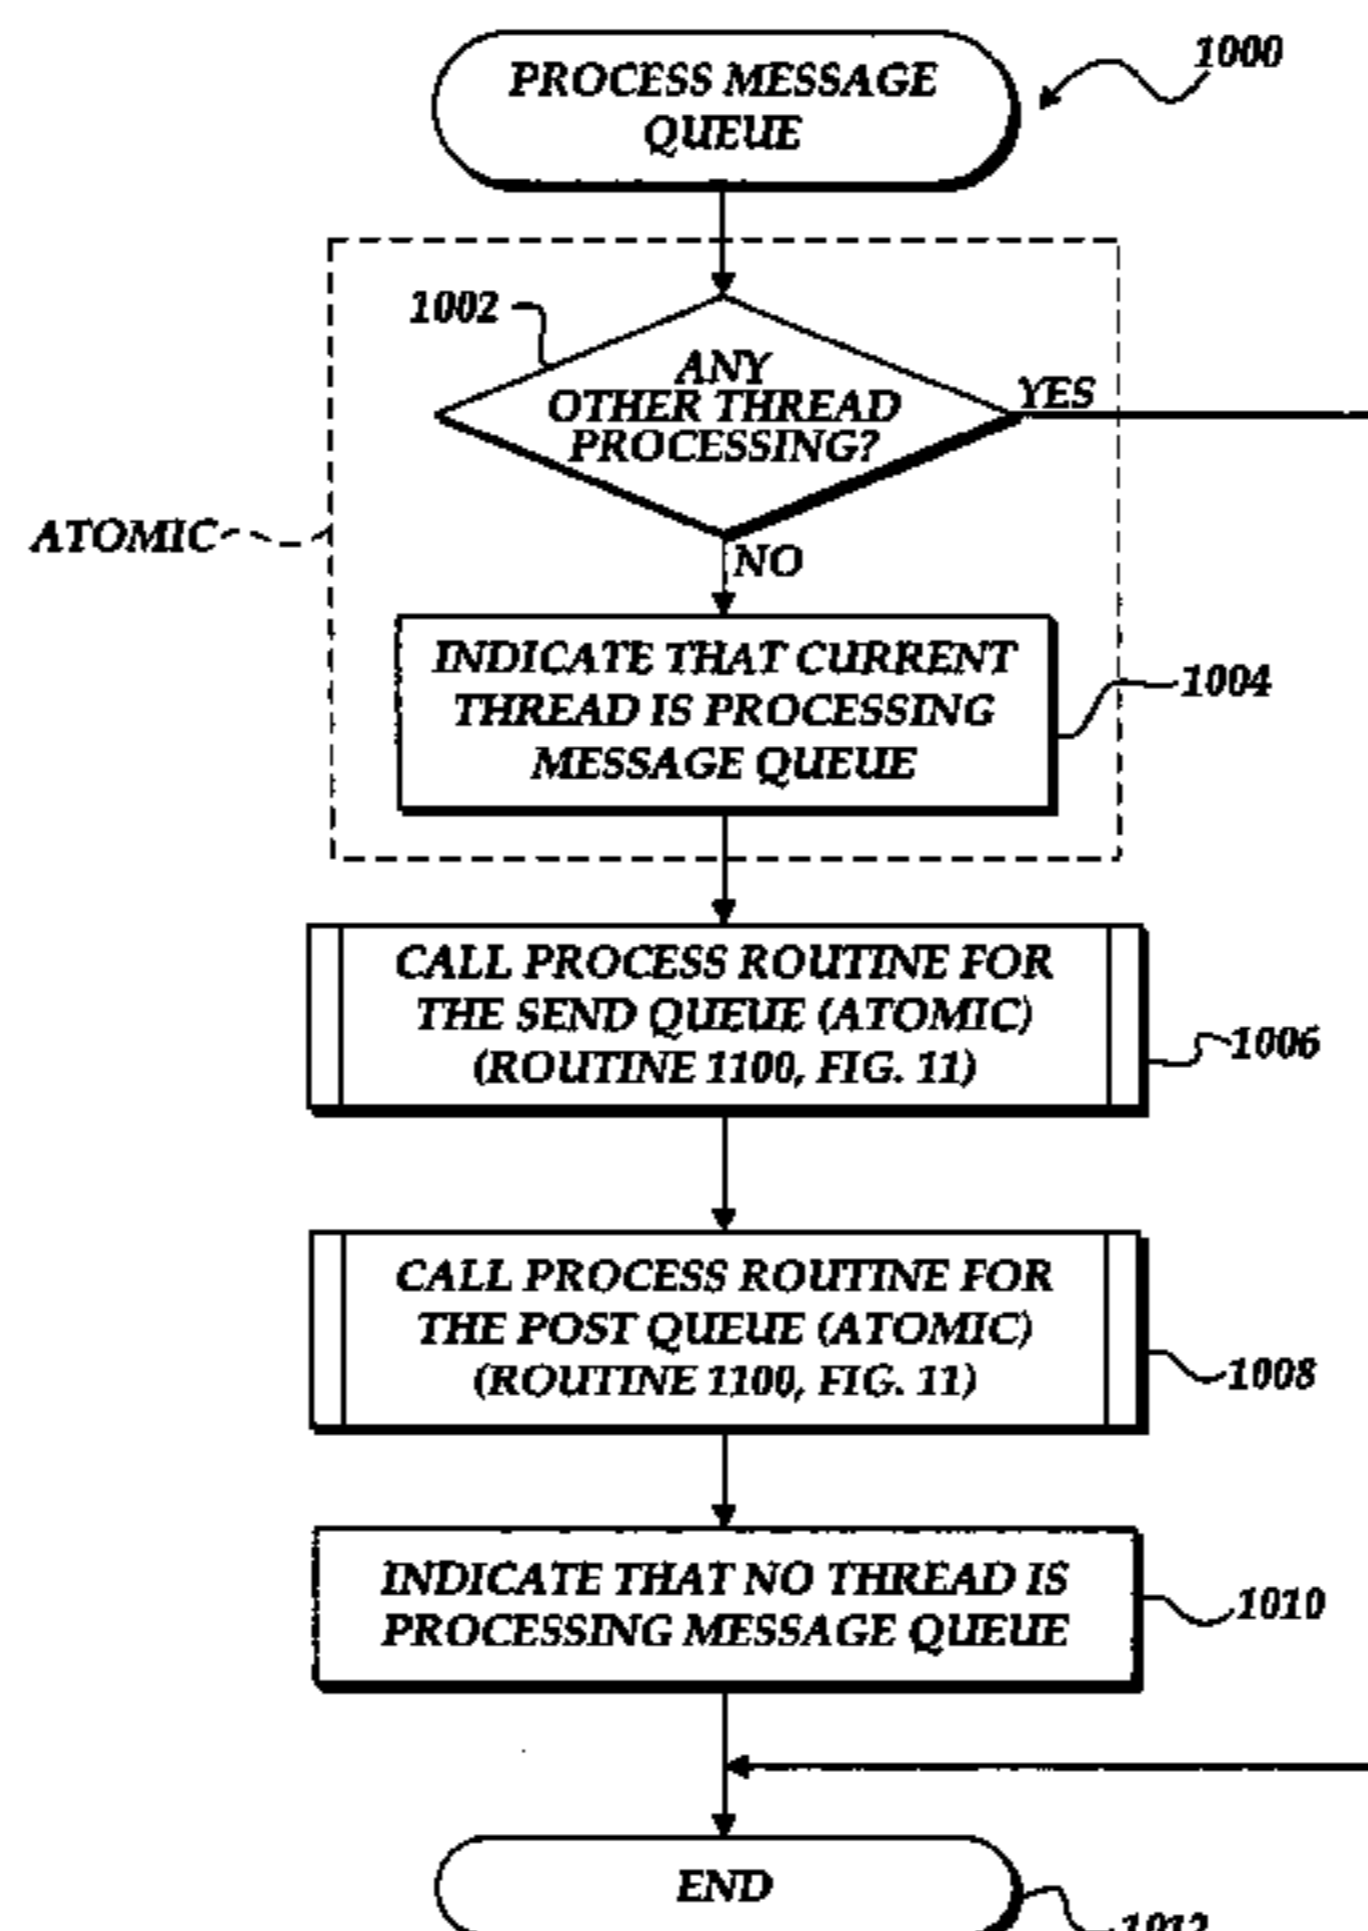 1000
PROCESS MESSAGE
QUEUE
1002
ANY
OTHER THREAD
PROCESSING?
YES
ATOMIC
NO
INDICATE THAT CURRENT
THREAD IS PROCESSING
MESSAGE QUEUE
1004
CALL PROCESS ROUTINE FOR
THE SEND QUEUE (ATOMIC)
(ROUTINE 1100, FIG. 11)
1006
CALL PROCESS ROUTINE FOR
THE POST QUEUE (ATOMIC)
(ROUTINE 1100, FIG. 11)
1008
INDICATE THAT NO THREAD IS
PROCESSING MESSAGE QUEUE
1010
END
1012